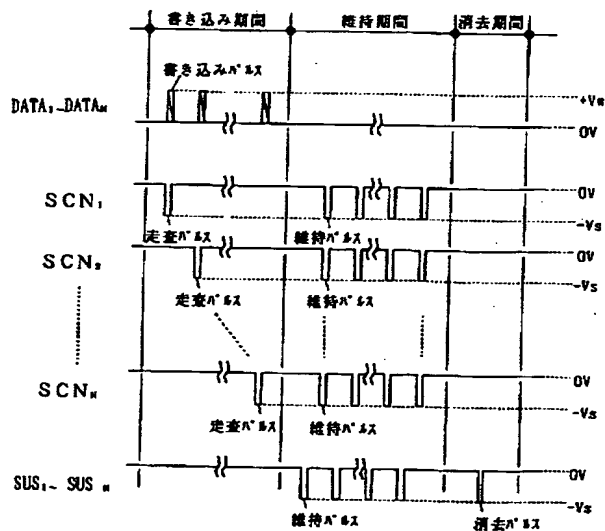 書き込み期間 維持期間 消去期間
書き込みパルス
+Vw
DATA₁~DATAM
0V
SCN₁
0V
-Vs
走査パルス 維持パルス
SCN₂
0V
-Vs
走査パルス 維持パルス
SCNN
0V
-Vs
走査パルス 維持パルス
SUS₁~SUS N
0V
-Vs
維持パルス 消去パルス